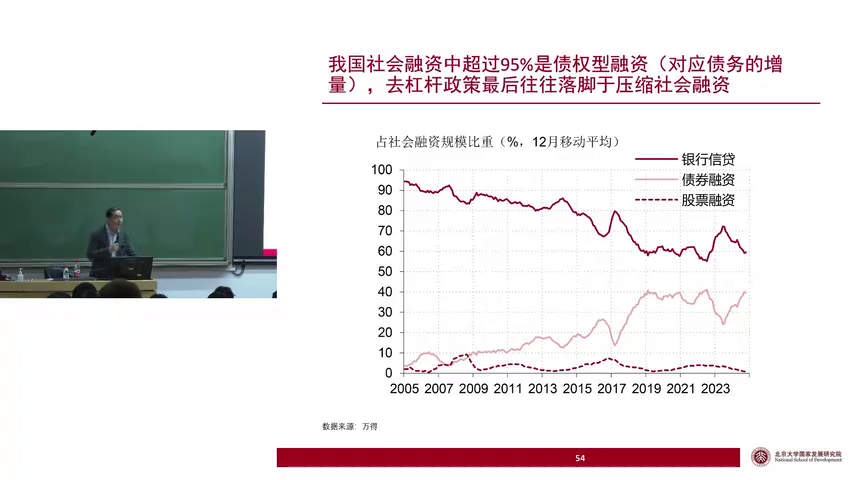 我国社会融资中超过95%是债权型融资（对应债务的增
量），去杠杆政策最后往往落脚于压缩社会融资
占社会融资规模比重（%，12月移动平均）
银行信贷
债券融资
股票融资
100
90
80
70
60
50
40
30
20
10
0
2005 2007 2009 2011 2013 2015 2017 2019 2021 2023
数据来源：万得
54
北京大学国家发展研究院
National School of Development